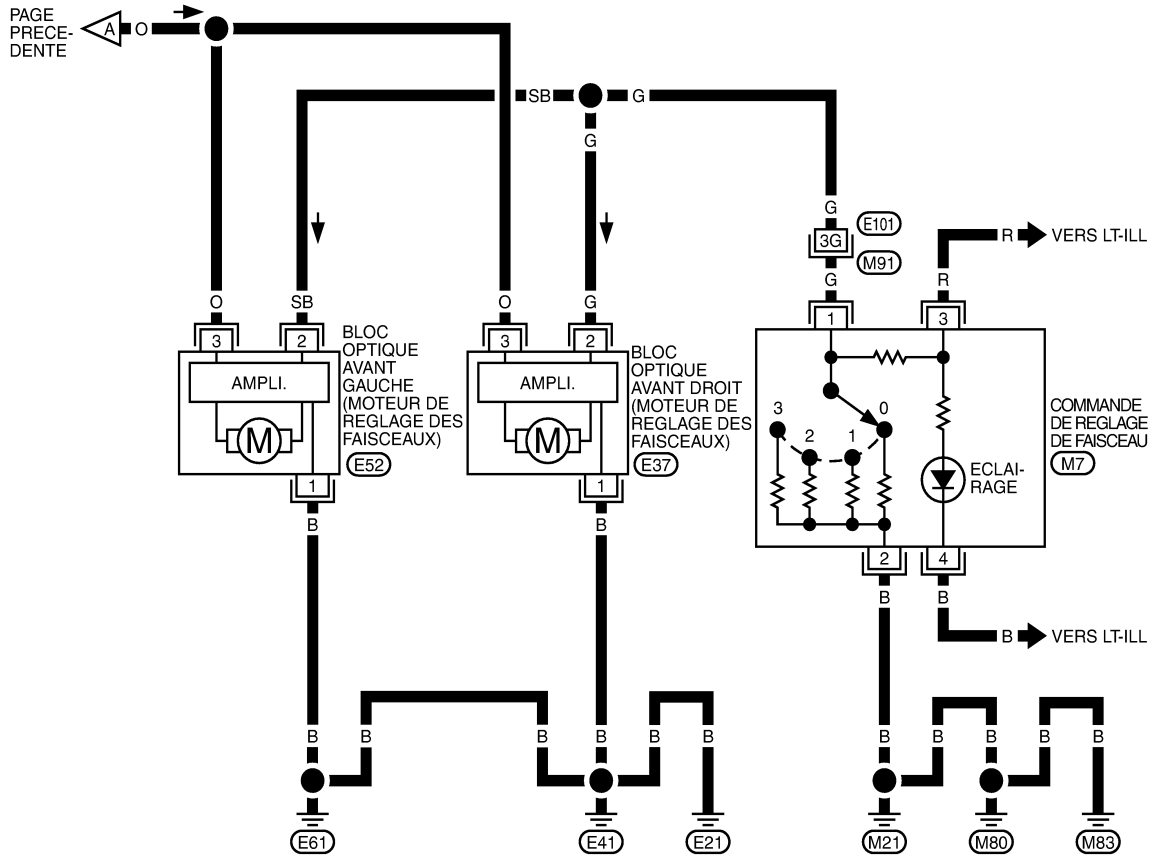 PAGE
PRECE-
DENTE
A
O
SB
G
G
G
E101
3G
M91
G
R
VERS LT-ILL
R
O
SB
O
G
3
2
3
2
1
3
BLOC
OPTIQUE
AVANT
GAUCHE
(MOTEUR DE
REGLAGE DES
FAISCEAUX)
E52
AMPLI.
M
1
BLOC
OPTIQUE
AVANT DROIT
(MOTEUR DE
REGLAGE DES
FAISCEAUX)
E37
AMPLI.
M
1
3
2
1
0
COMMANDE
DE REGLAGE
DE FAISCEAU
M7
ECLAI-
RAGE
2
4
B
B
B
B
B
VERS LT-ILL
B
B
B
B
B
B
B
B
B
B
B
E61
E41
E21
M21
M80
M83